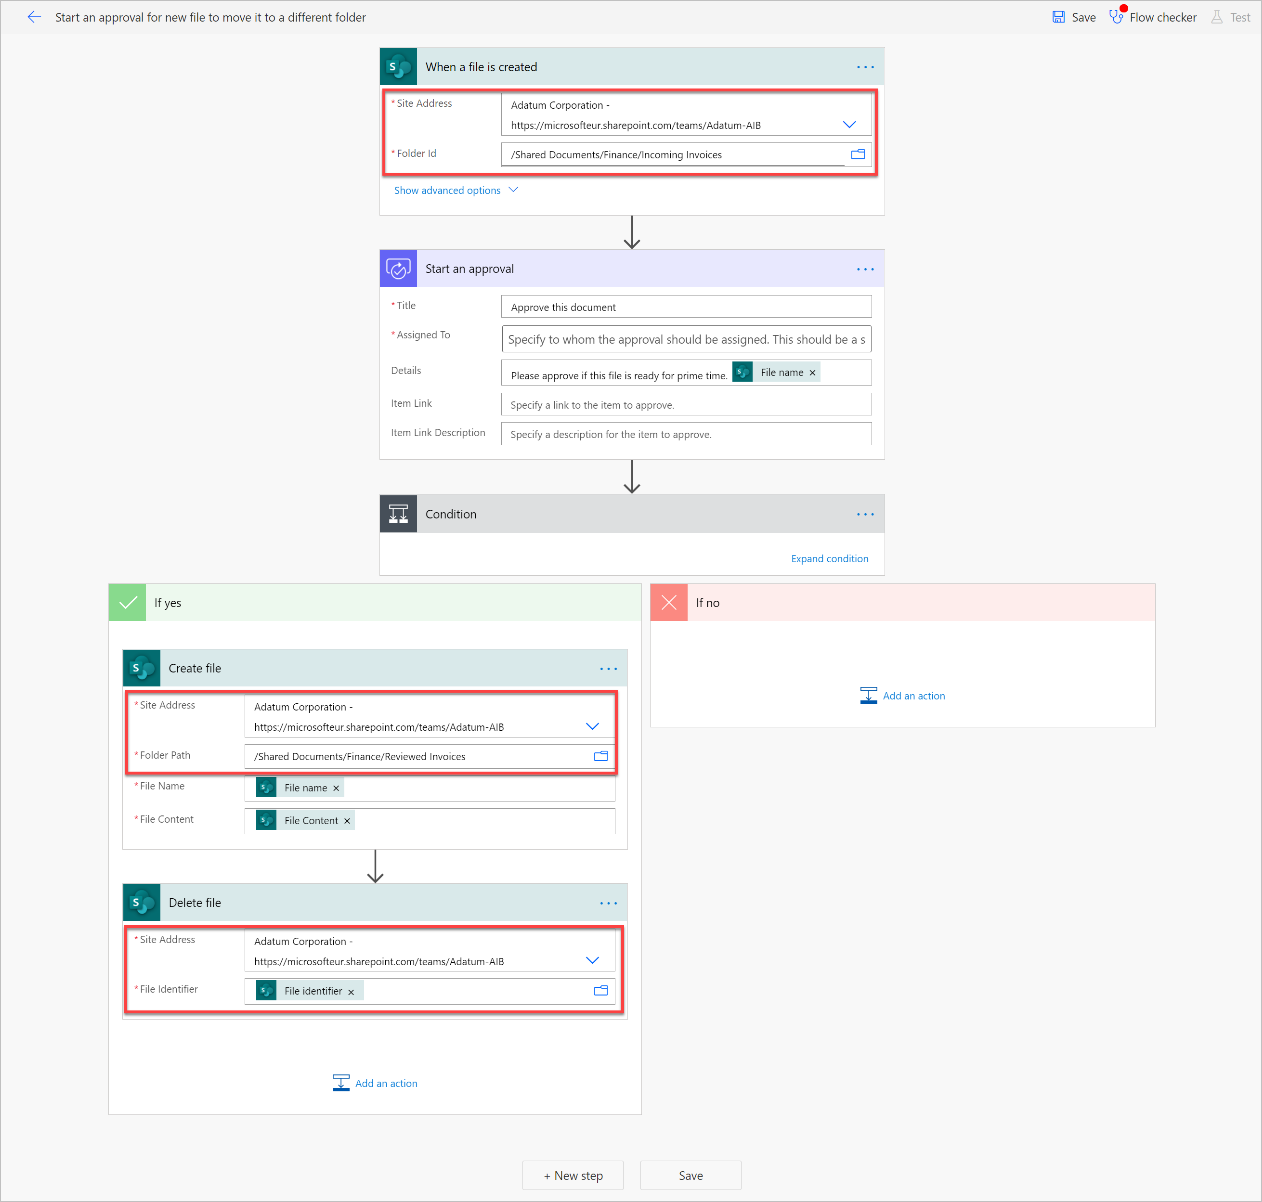 Start an approval for new file to move it to a different folder
Save
Flow checker
Test
When a file is created
* Site Address
Adatum Corporation -
https://microsofteur.sharepoint.com/teams/Adatum-AIB
* Folder Id
/Shared Documents/Finance/Incoming Invoices
Show advanced options
Start an approval
* Title
Approve this document
* Assigned To
Specify to whom the approval should be assigned. This should be a s
Details
Please approve if this file is ready for prime time.
File name ×
Item Link
Specify a link to the item to approve.
Item Link Description
Specify a description for the item to approve.
Condition
Expand condition
If yes
If no
Add an action
Create file
* Site Address
Adatum Corporation -
https://microsofteur.sharepoint.com/teams/Adatum-AIB
* Folder Path
/Shared Documents/Finance/Reviewed Invoices
* File Name
File name ×
* File Content
File Content ×
Delete file
* Site Address
Adatum Corporation -
https://microsofteur.sharepoint.com/teams/Adatum-AIB
* File Identifier
File identifier ×
Add an action
+ New step
Save